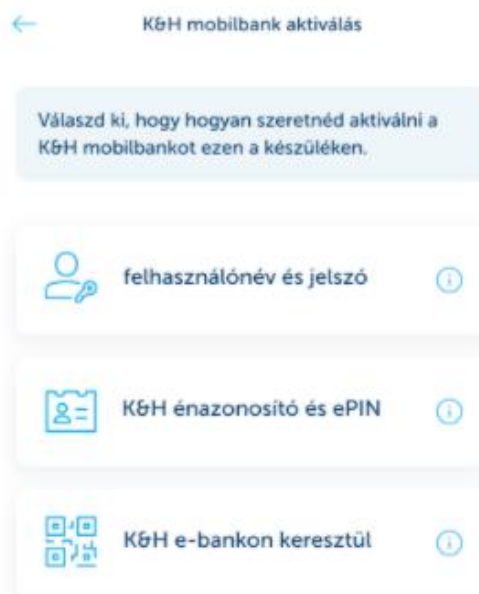 K&H mobilbank aktiválás
Válaszd ki, hogy hogyan szeretnéd aktiválni a
K&H mobilbankot ezen a készüléken.
felhasználónév és jelszó
K&H énazonosító és ePIN
K&H e-bankon keresztül